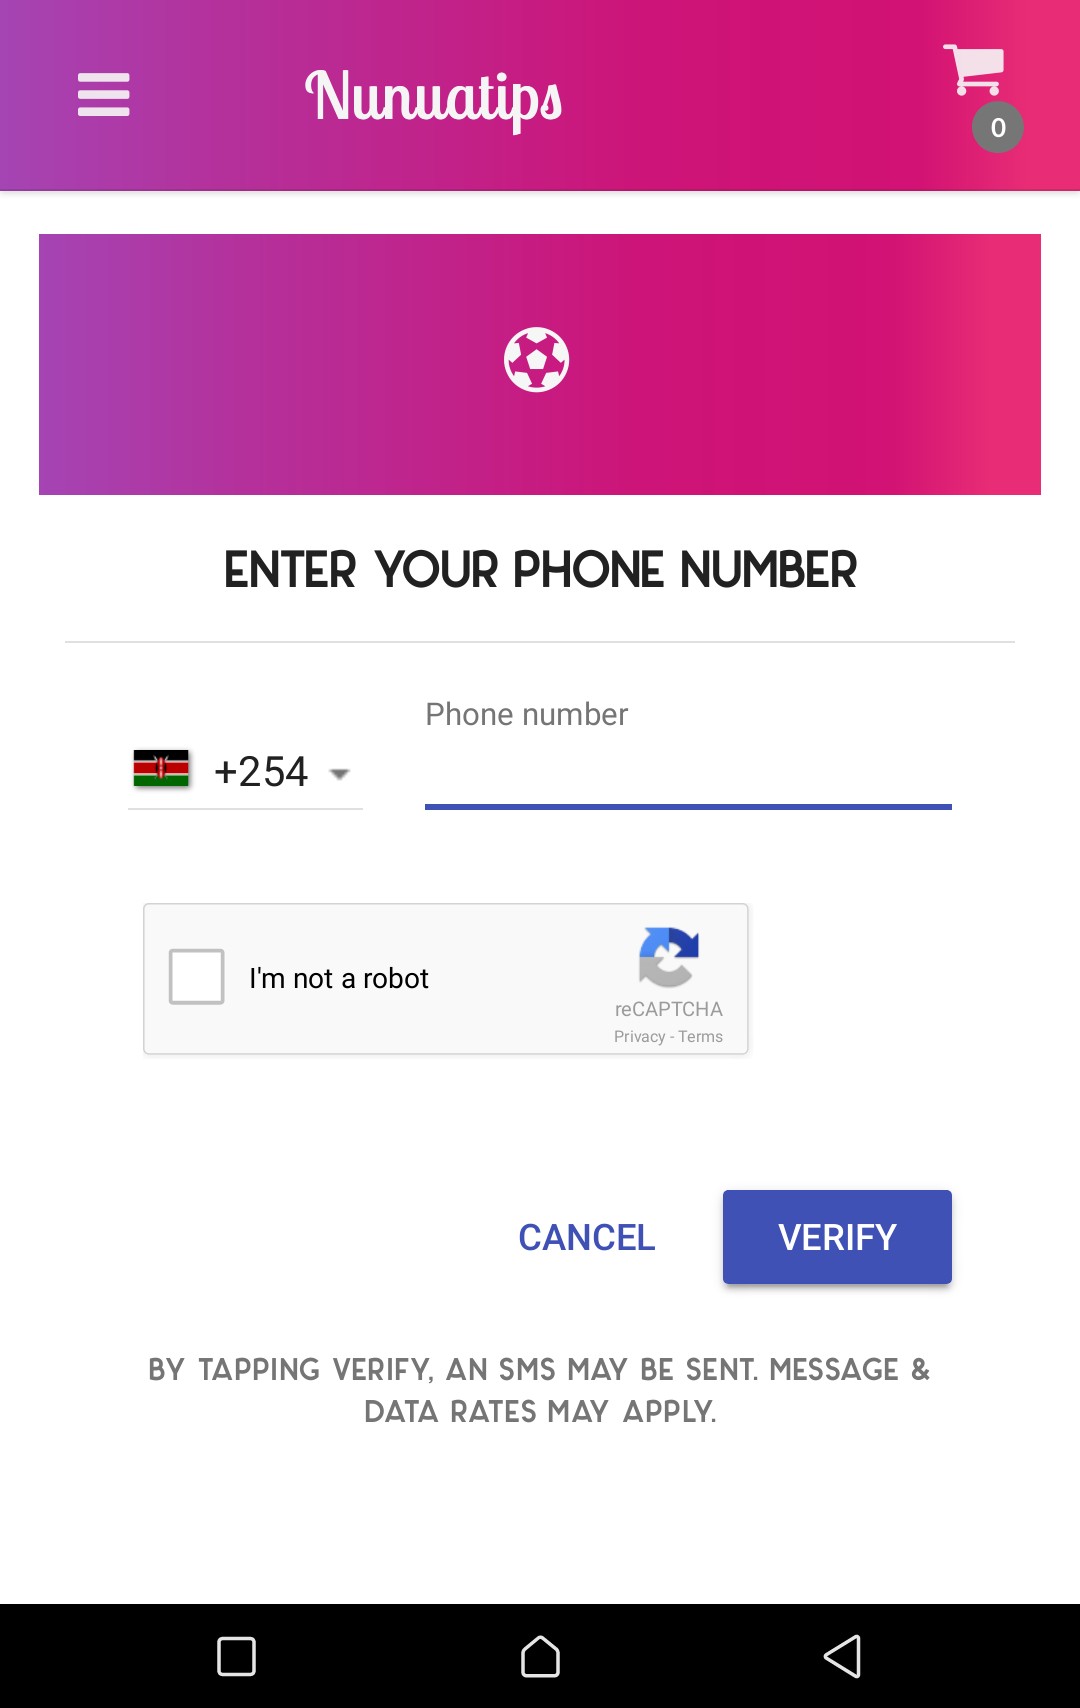 Nunuatips
0
ENTER YOUR PHONE NUMBER
Phone number
+254
I'm not a robot
reCAPTCHA
Privacy - Terms
CANCEL
VERIFY
BY TAPPING VERIFY, AN SMS MAY BE SENT. MESSAGE &
DATA RATES MAY APPLY.